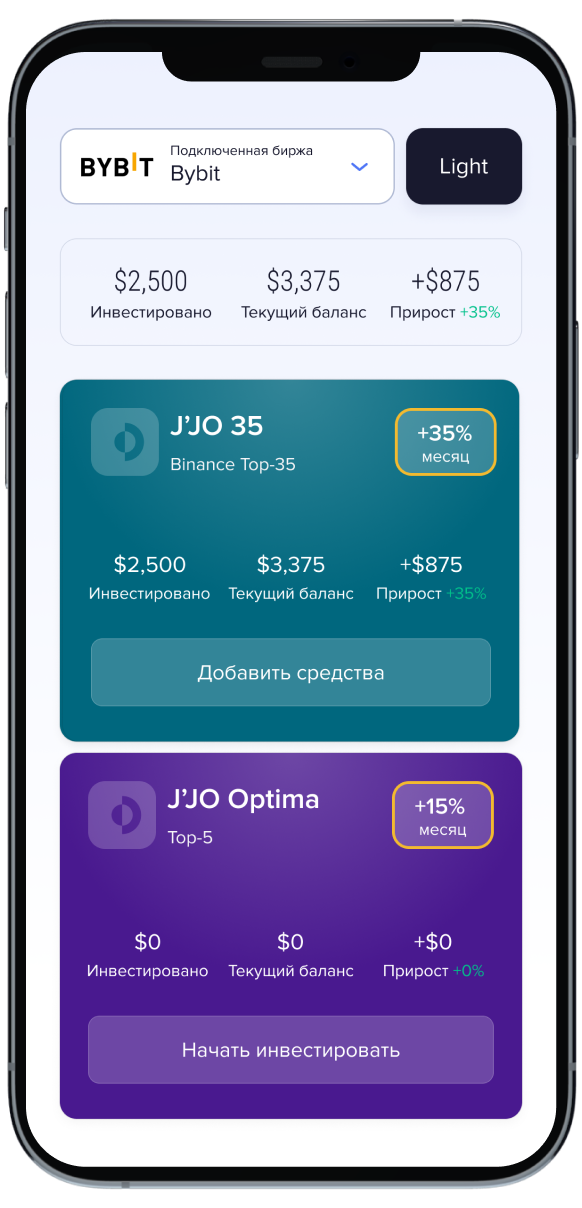 BYBIT
Подключенная биржа
Bybit
Light
$2,500 $3,375 +$875
Инвестировано Текущий баланс Прирост +35%
J’JO 35
Binance Top-35
+35%
месяц
$2,500 $3,375 +$875
Инвестировано Текущий баланс Прирост +35%
Добавить средства
J’JO Optima
Top-5
+15%
месяц
$0 $0 +$0
Инвестировано Текущий баланс Прирост +0%
Начать инвестировать